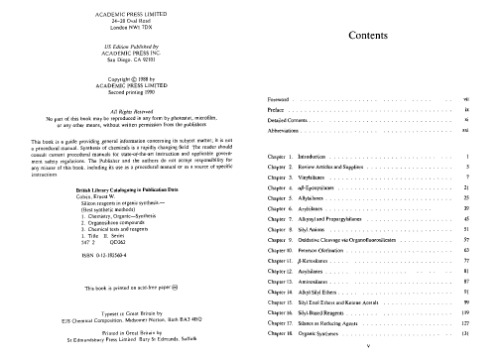 ACADEMIC PRESS LIMITED
24-28 Oval Road
London NW1 7DX
US Edition Published by
ACADEMIC PRESS INC.
San Diego, CA 92101
Copyright © 1988 by
ACADEMIC PRESS LIMITED
Second printing 1990
All Rights Reserved
No part of this book may be reproduced in any form by photostat, microfilm,
or any other means, without written permission from the publishers
This book is a guide providing general information concerning its subject matter, it is not
a procedural manual. Synthesis of chemicals is a rapidly changing field. The reader should
consult current procedural manuals for state-of-the-art instruction and applicable govern-
ment safety regulations. The Publisher and the authors do not accept responsibility for
any misuse of this book, including its use as a procedural manual or as a source of specific
instructions
British Library Cataloguing in Publication Data
Colvin, Ernest W.
Silicon reagents in organic synthesis.—
(Best synthetic methods)
1. Chemistry, Organic—Synthesis
2. Organosilicon compounds
3. Chemical tests and reagents
I. Title II. Series
547'.2 QD262
ISBN 0-12-182560-4
This book is printed on acid-free paper
Typeset in Great Britain by
Chemical Composition, Midsomer Norton, Bath BA3 4BQ
Printed in Great Britain by
St Edmundsbury Press Limited Bury St Edmunds, Suffolk
Contents
Foreword vii
Preface ix
Detailed Contents xi
Abbreviations
Chapter 1. Introduction 1
Chapter 2. Review Articles and Suppliers 3
Chapter 3. Vinylsilanes 7
Chapter 4. αβ-Epoxysilanes 21
Chapter 5. Allylsilanes 25
Chapter 6. Arylsilanes 39
Chapter 7. Alkynyl and Propargylsilanes 45
Chapter 8. Silyl Anions 51
Chapter 9. Oxidative Cleavage via Organofluorosilicates 57
Chapter 10. Peterson Olefination 63
Chapter 11. β-Ketosilanes 77
Chapter 12. Acylsilanes 81
Chapter 13. Aminosilanes 87
Chapter 14. Alkyl Silyl Ethers 91
Chapter 15. Silyl Enol Ethers and Ketene Acetals 99
Chapter 16. Silyl-Based Reagents 119
Chapter 17. Silanes as Reducing Agents 127
Chapter 18. Organic Synthesis 131
v